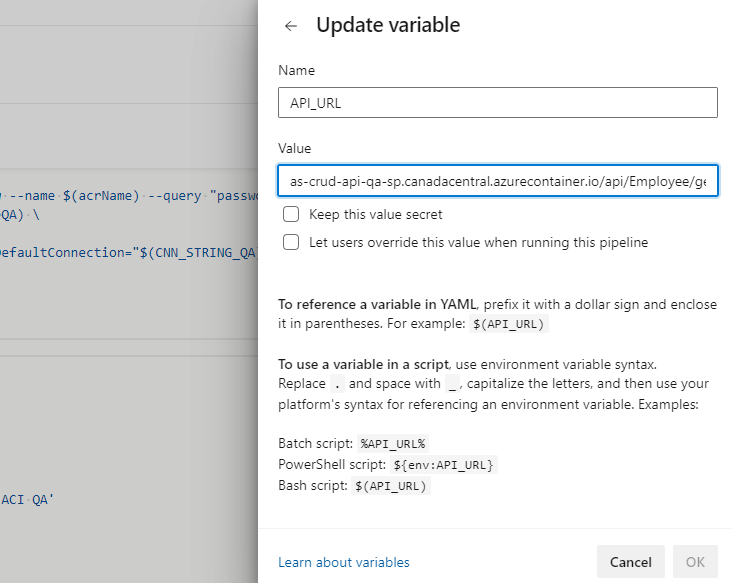 ← Update variable
Name
API_URL
Value
as-crud-api-qa-sp.canadacentral.azurecontainer.io/api/Employee/ge
Keep this value secret
Let users override this value when running this pipeline
To reference a variable in YAML, prefix it with a dollar sign and enclose
it in parentheses. For example: $(API_URL)
To use a variable in a script, use environment variable syntax.
Replace . and space with _, capitalize the letters, and then use your
platform's syntax for referencing an environment variable. Examples:
Batch script: %API_URL%
PowerShell script: ${env:API_URL}
Bash script: $(API_URL)
Learn about variables
Cancel
OK
--name $(acrName) --query "passw
QA) \
efaultConnection="$(CNN_STRING_QA
ACI QA'